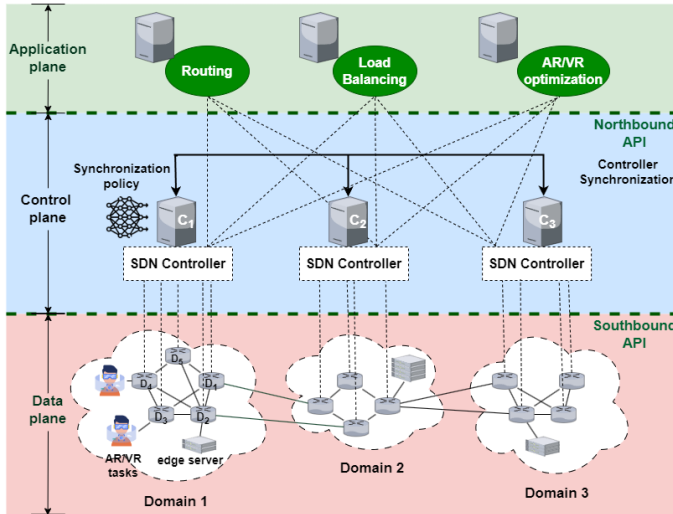 Application
plane
Routing
Load
Balancing
AR/VR
optimization
Northbound
API
Synchronization
policy
Controller
Synchronization
Control
plane
C1
C2
C3
SDN Controller
SDN Controller
SDN Controller
Southbound
API
Data
plane
D5
D4
D1
D3
D2
AR/VR
tasks
edge server
Domain 1
Domain 2
Domain 3